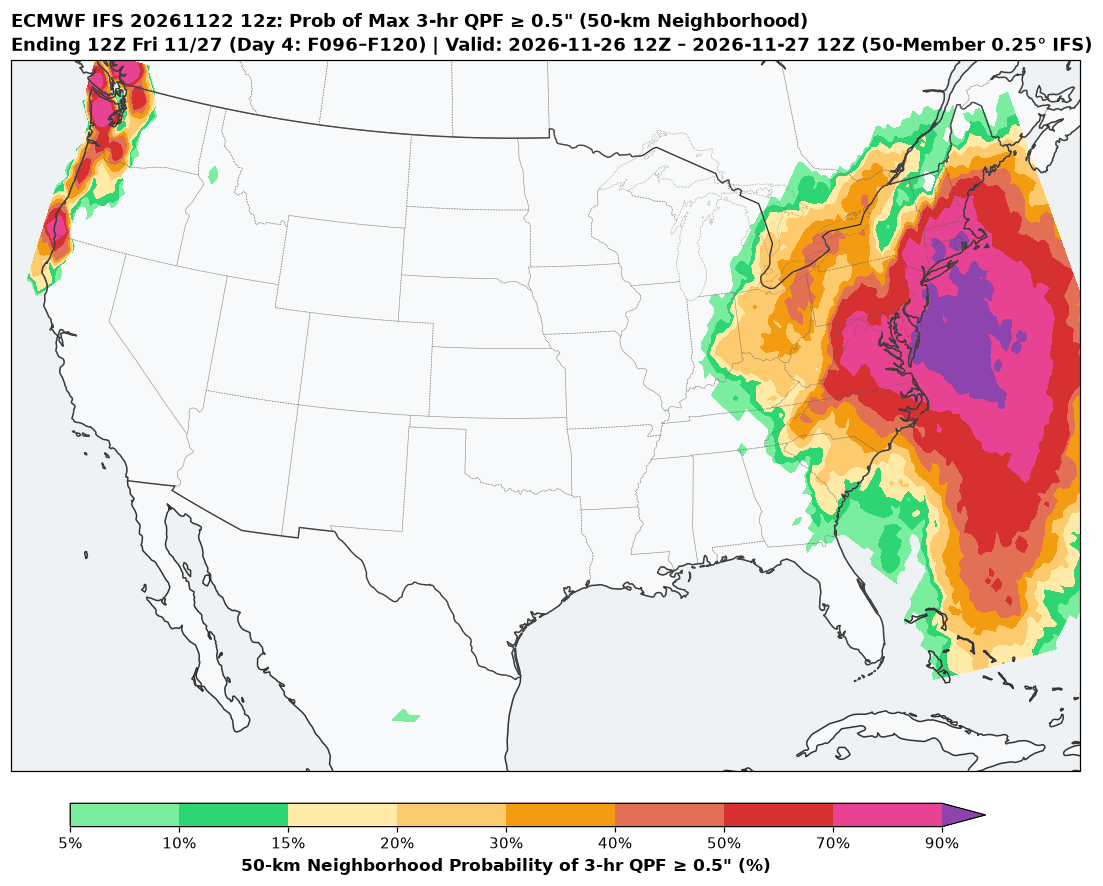 ECMWF IFS 20261122 12z: Prob of Max 3-hr QPF ≥ 0.5" (50-km Neighborhood)
Ending 12Z Fri 11/27 (Day 4: F096–F120) | Valid: 2026-11-26 12Z – 2026-11-27 12Z (50-Member 0.25° IFS)
5% 10% 15% 20% 30% 40% 50% 70% 90%
50-km Neighborhood Probability of 3-hr QPF ≥ 0.5" (%)